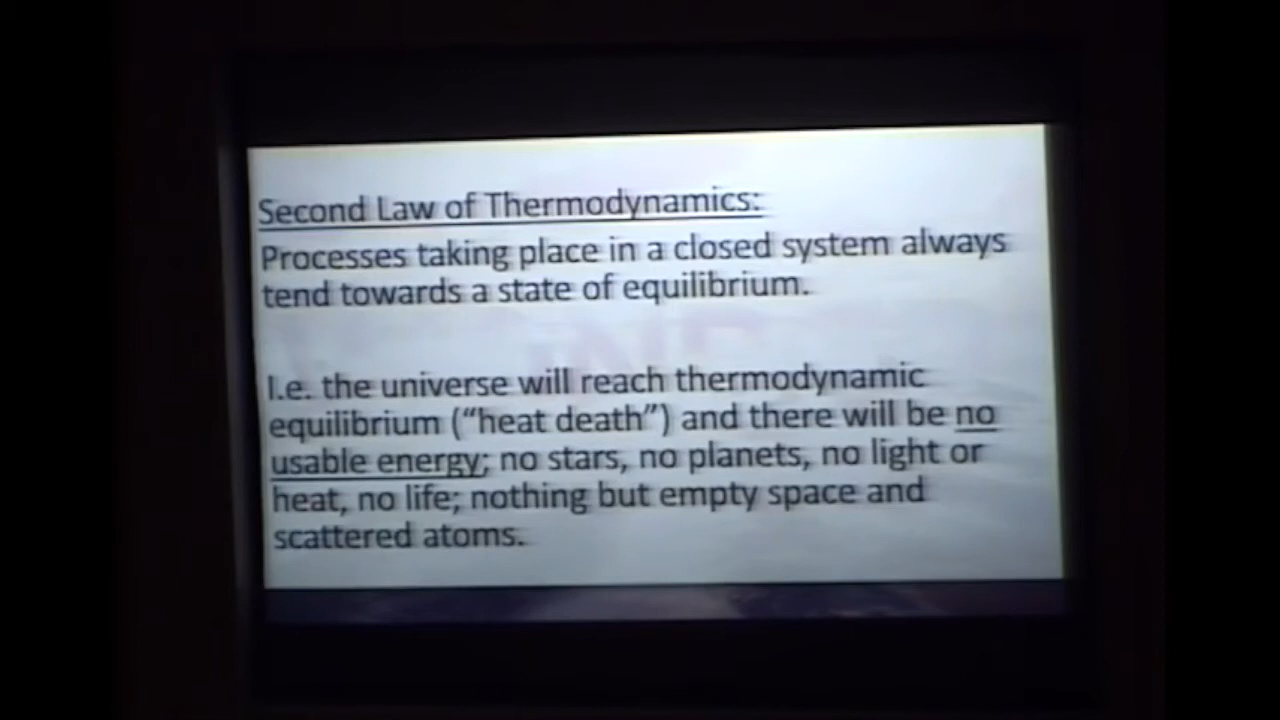 Second Law of Thermodynamics:
Processes taking place in a closed system always
tend towards a state of equilibrium.
I.e. the universe will reach thermodynamic
equilibrium (“heat death”) and there will be no
usable energy; no stars, no planets, no light or
heat, no life; nothing but empty space and
scattered atoms.